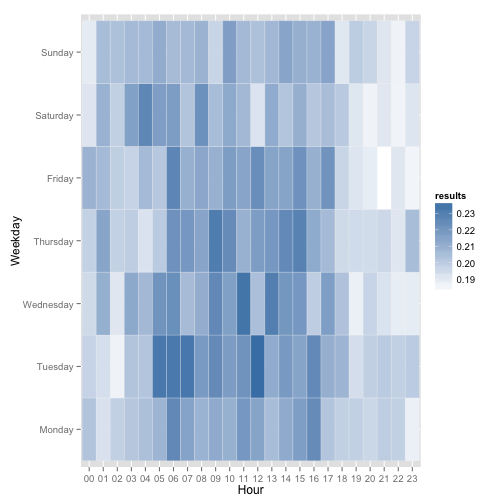 Sunday
Saturday
Friday
Thursday
Wednesday
Tuesday
Monday
Weekday
00 01 02 03 04 05 06 07 08 09 10 11 12 13 14 15 16 17 18 19 20 21 22 23
Hour
results
0.23
0.22
0.21
0.20
0.19